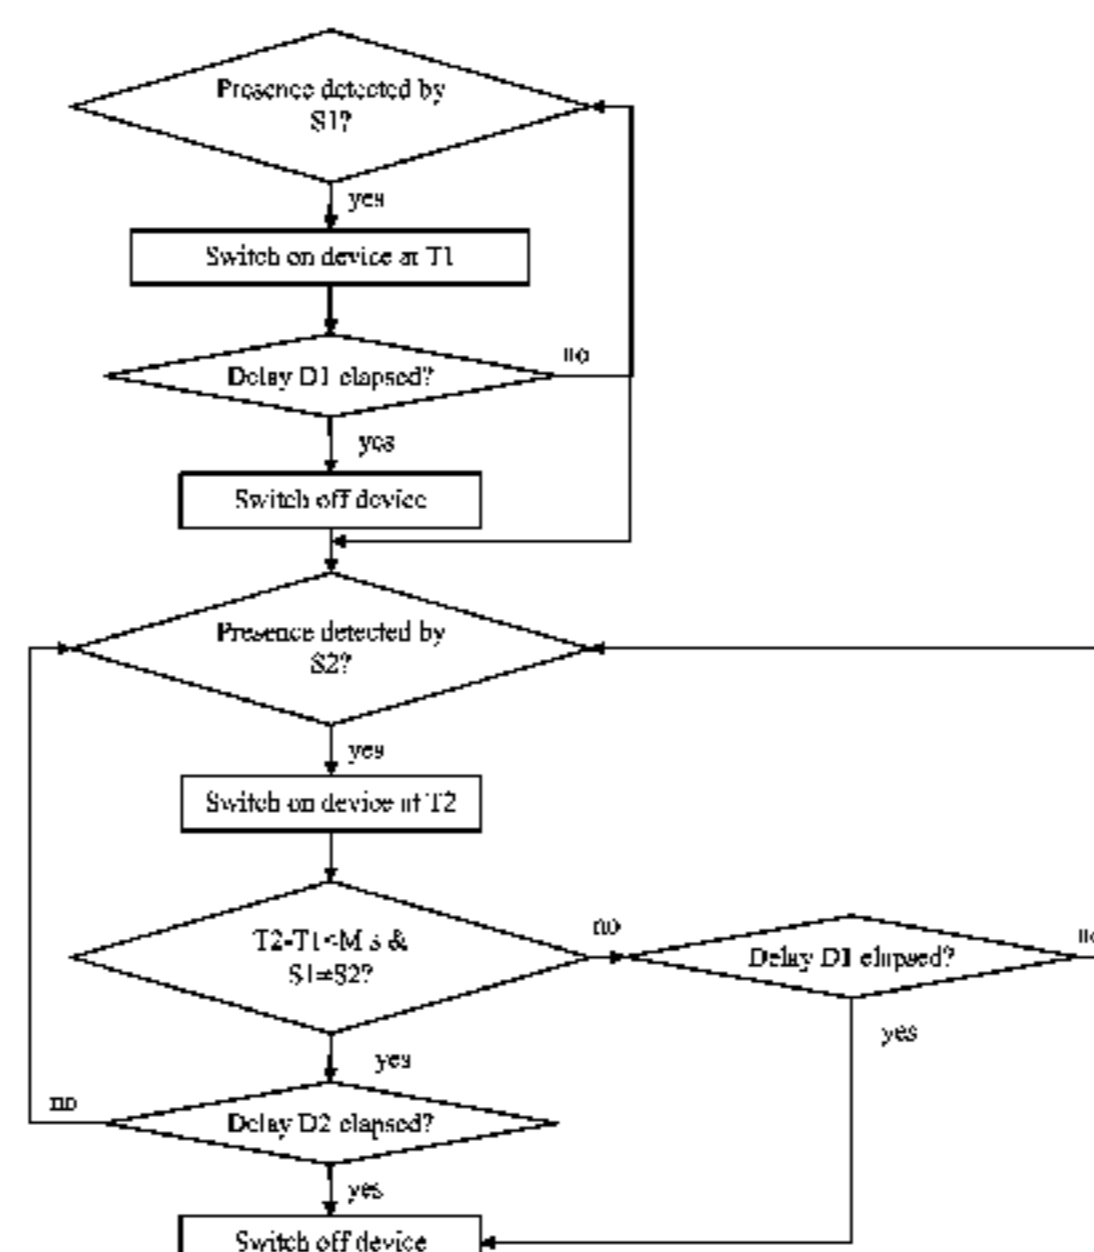 Presence detected by
S1?
yes
Switch on device at T1
no
Delay D1 elapsed?
yes
Switch off device
Presence detected by
S2?
yes
Switch on device at T2
T2-T1<M s &
S1≠S2?
no
Delay D1 elapsed?
yes
yes
no
Delay D2 elapsed?
yes
Switch off device